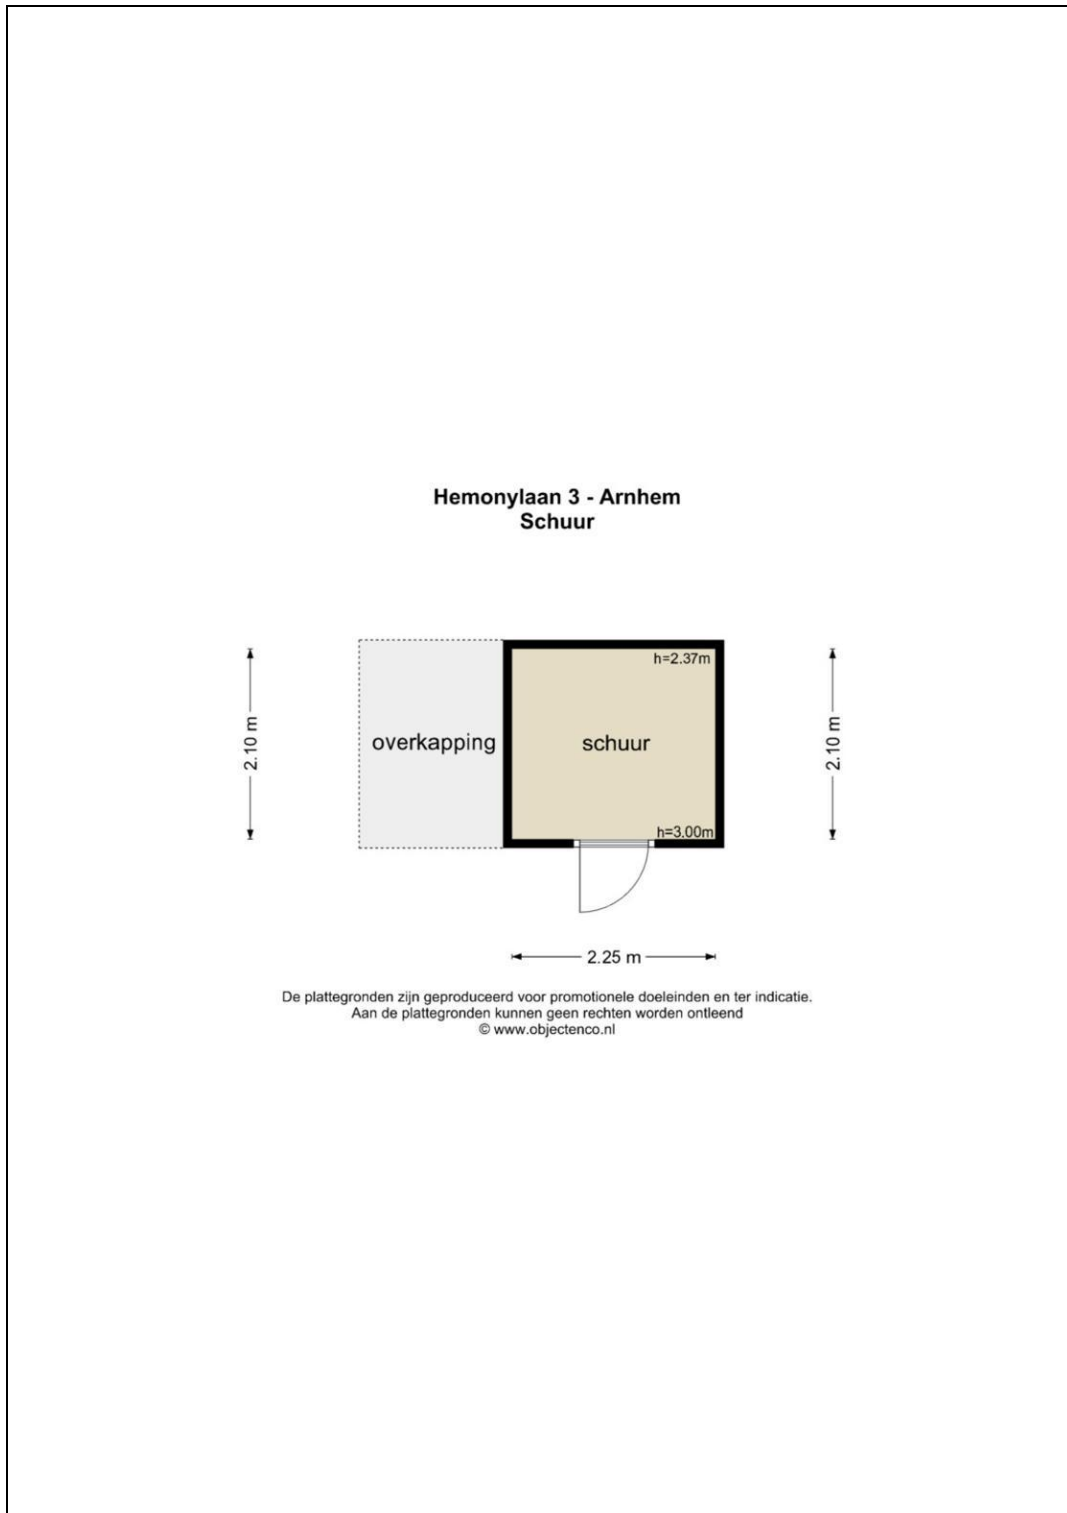 Hemonylaan 3 - Arnhem
Schuur
h=2.37m
2.10 m
overkapping
schuur
2.10 m
h=3.00m
2.25 m
De plattegronden zijn geproduceerd voor promotionele doeleinden en ter indicatie.
Aan de plattegronden kunnen geen rechten worden ontleend
© www.objectenco.nl